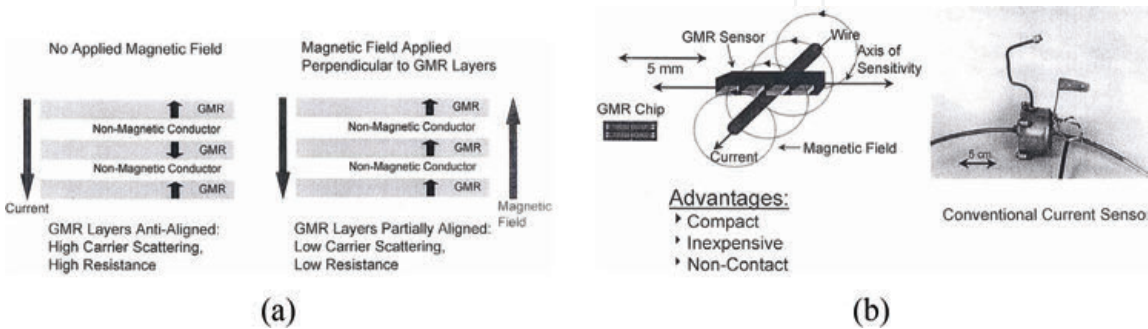 No Applied Magnetic Field
Magnetic Field Applied
Perpendicular to GMR Layers
GMR
Non-Magnetic Conductor
GMR
Non-Magnetic Conductor
GMR
Current
GMR Layers Anti-Aligned:
High Carrier Scattering,
High Resistance
GMR
Non-Magnetic Conductor
GMR
Non-Magnetic Conductor
GMR
Magnetic
Field
GMR Layers Partially Aligned:
Low Carrier Scattering,
Low Resistance
(a)
GMR Sensor
Wire
Axis of
Sensitivity
5 mm
GMR Chip
Current
Magnetic Field
Advantages:
Compact
Inexpensive
Non-Contact
5 cm
Conventional Current Senso
(b)